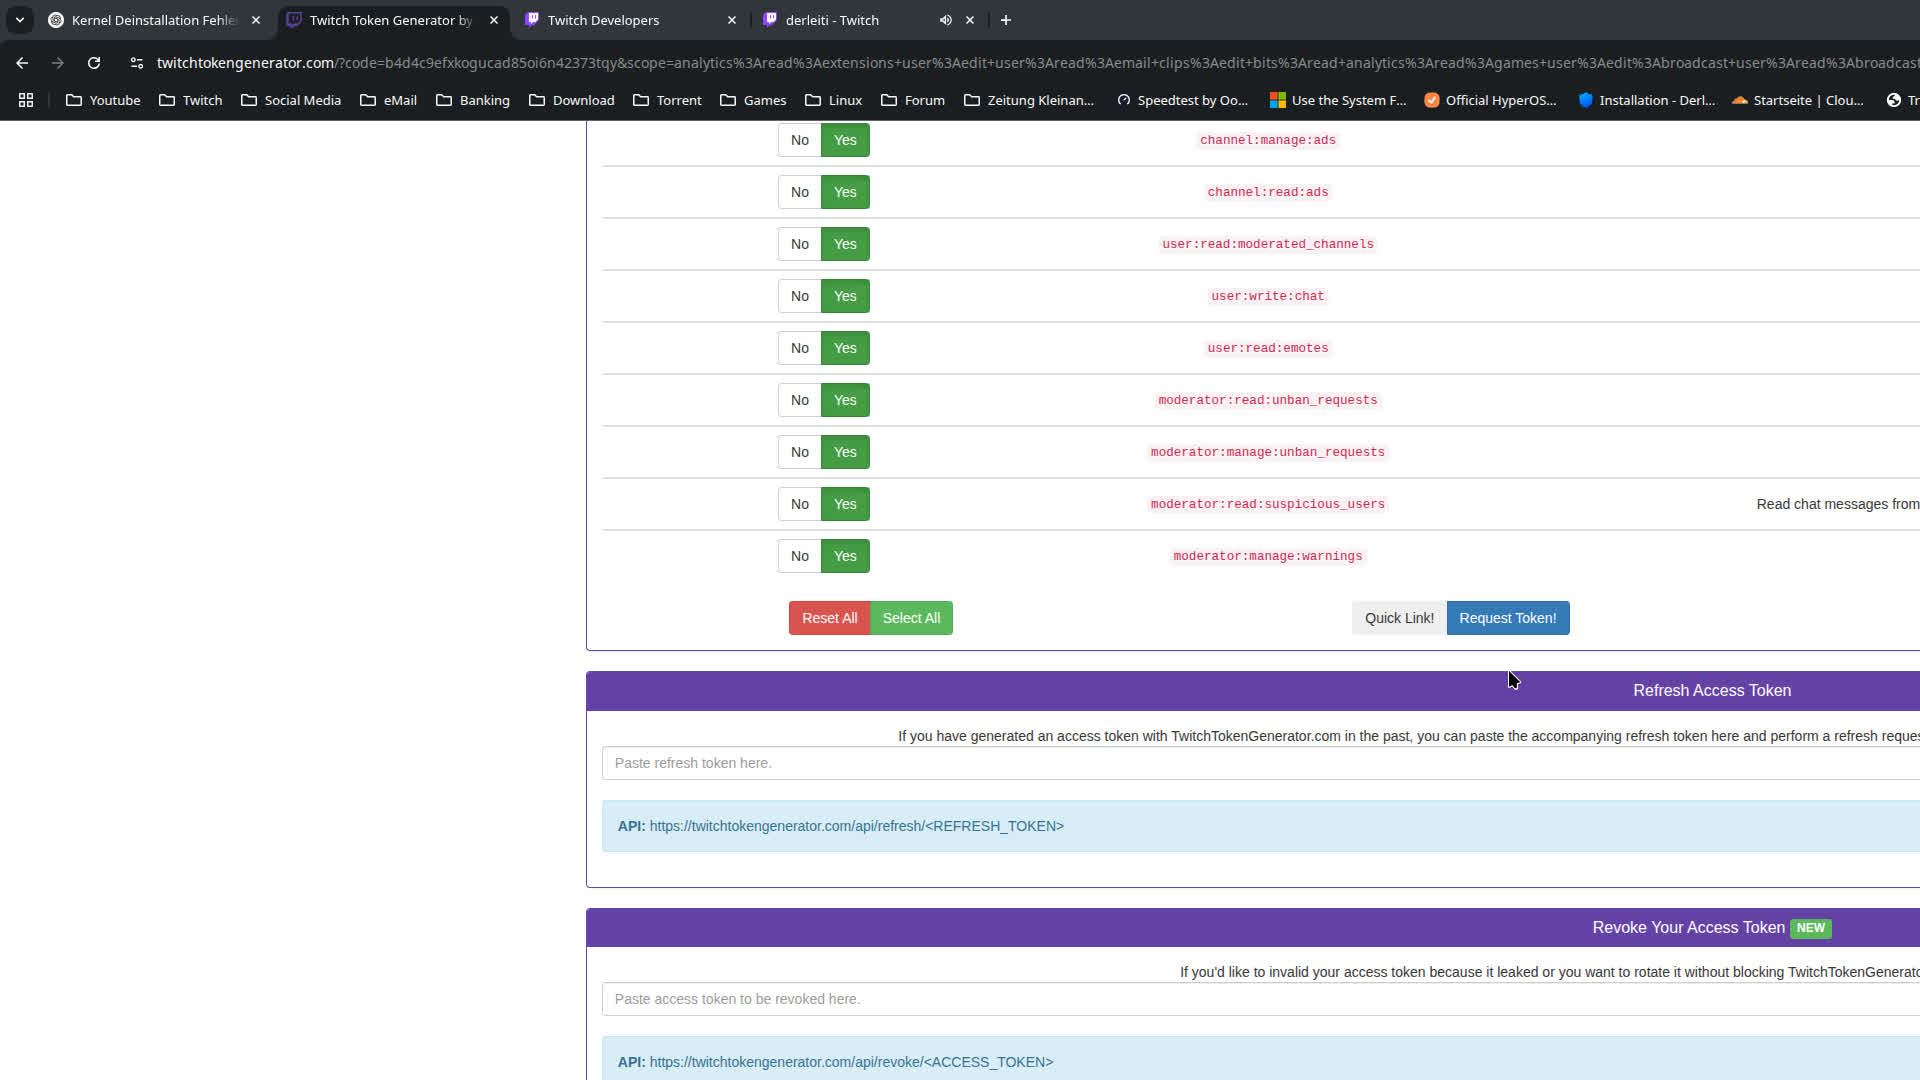 Kernel Deinstallation Fehle
Twitch Token Generator by
Twitch Developers
derleiti - Twitch
twitchtokengenerator.com/?code=b4d4c9efxkogucad85oi6n42373tqy&scope=analytics%3Aread%3Aextensions+user%3Aedit+user%3Aread%3Aemail+clips%3Aedit+bits%3Aread+analytics%3Aread%3Agames+user%3Aedit%3Abroadcast+user%3Aread%3Abroadcast
Youtube
Twitch
Social Media
eMail
Banking
Download
Torrent
Games
Linux
Forum
Zeitung Kleinan...
Speedtest by Oo...
Use the System F...
Official HyperOS...
Installation - Derl...
Startseite | Clou...
Tr
No Yes channel:manage:ads
No Yes channel:read:ads
No Yes user:read:moderated_channels
No Yes user:write:chat
No Yes user:read:emotes
No Yes moderator:read:unban_requests
No Yes moderator:manage:unban_requests
No Yes moderator:read:suspicious_users Read chat messages from
No Yes moderator:manage:warnings
Reset All Select All Quick Link! Request Token!
Refresh Access Token
If you have generated an access token with TwitchTokenGenerator.com in the past, you can paste the accompanying refresh token here and perform a refresh reques
Paste refresh token here.
API: https://twitchtokengenerator.com/api/refresh/<REFRESH_TOKEN>
Revoke Your Access Token NEW
If you'd like to invalid your access token because it leaked or you want to rotate it without blocking TwitchTokenGenerato
Paste access token to be revoked here.
API: https://twitchtokengenerator.com/api/revoke/<ACCESS_TOKEN>